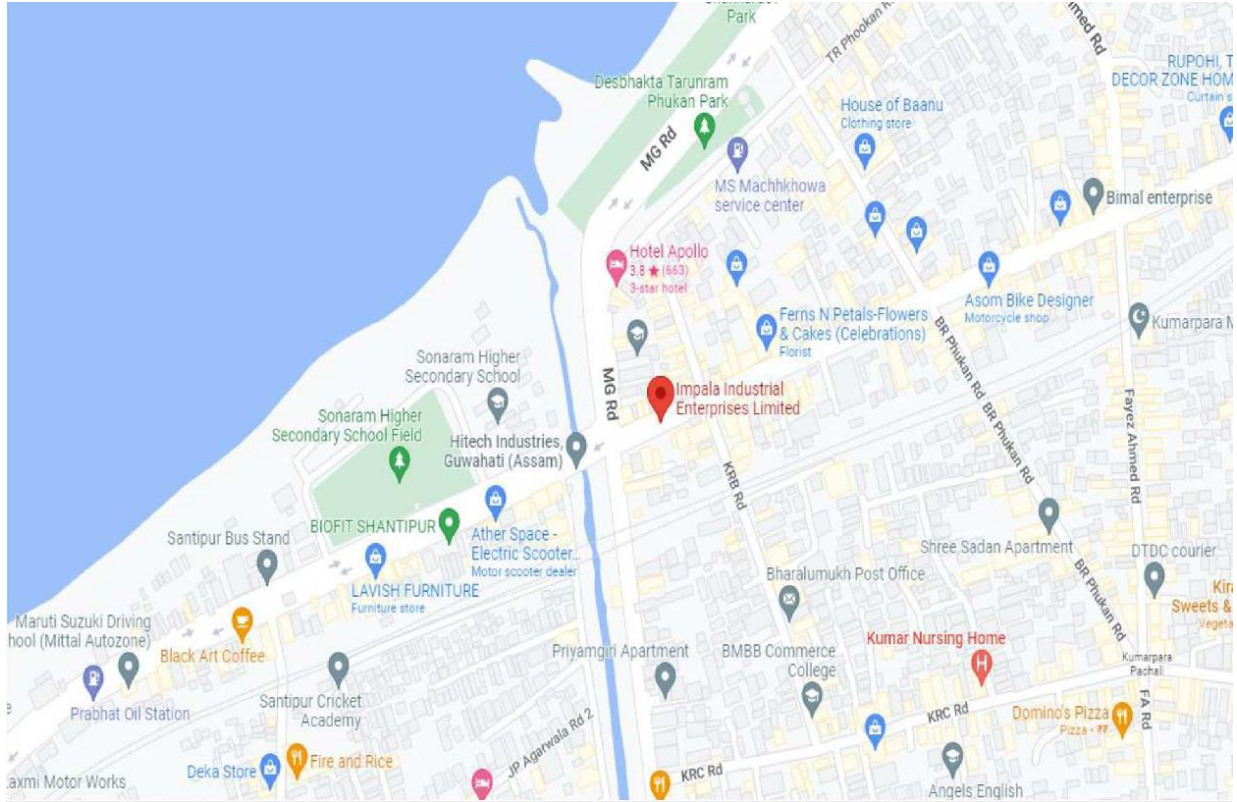 Park
TR Phookan
med Rd
Desbhakta Tarunram
Phukan Park
MG Rd
RUPOHI, T
DECOR ZONE HOM
Curtain s
House of Baanu
Clothing store
MS Machhkhowa
service center
Bimal enterprise
Hotel Apollo
3.8 ★ (663)
3-star hotel
Asom Bike Designer
Motorcycle shop
Ferns N Petals-Flowers
& Cakes (Celebrations)
Florist
Kumarpara M
BR Phukan Rd
BR Phukan Rd
Sonaram Higher
Secondary School
MG Rd
Impala Industrial
Enterprises Limited
Fayez Ahmed Rd
Sonaram Higher
Secondary School Field
Hitech Industries,
Guwahati (Assam)
KRB Rd
BIOFIT SHANTIPUR
Santipur Bus Stand
Ather Space -
Electric Scooter...
Motor scooter dealer
Shree Sadan Apartment
DTDC courier
LAVISH FURNITURE
Furniture store
Bharalumukh Post Office
BR Phukan Rd
Kira
Sweets &
Vegeta
Maruti Suzuki Driving
hool (Mittal Autozone)
Black Art Coffee
Priyamgiri Apartment
BMBB Commerce
College
Kumar Nursing Home
H
Kumarpara
Pachali
Santipur Cricket
Academy
Prabhat Oil Station
KRC Rd
Domino's Pizza
Pizza - ??
FA Rd
JP Agarwala Rd 2
Fire and Rice
Deka Store
KRC Rd
axmi Motor Works
Angels English